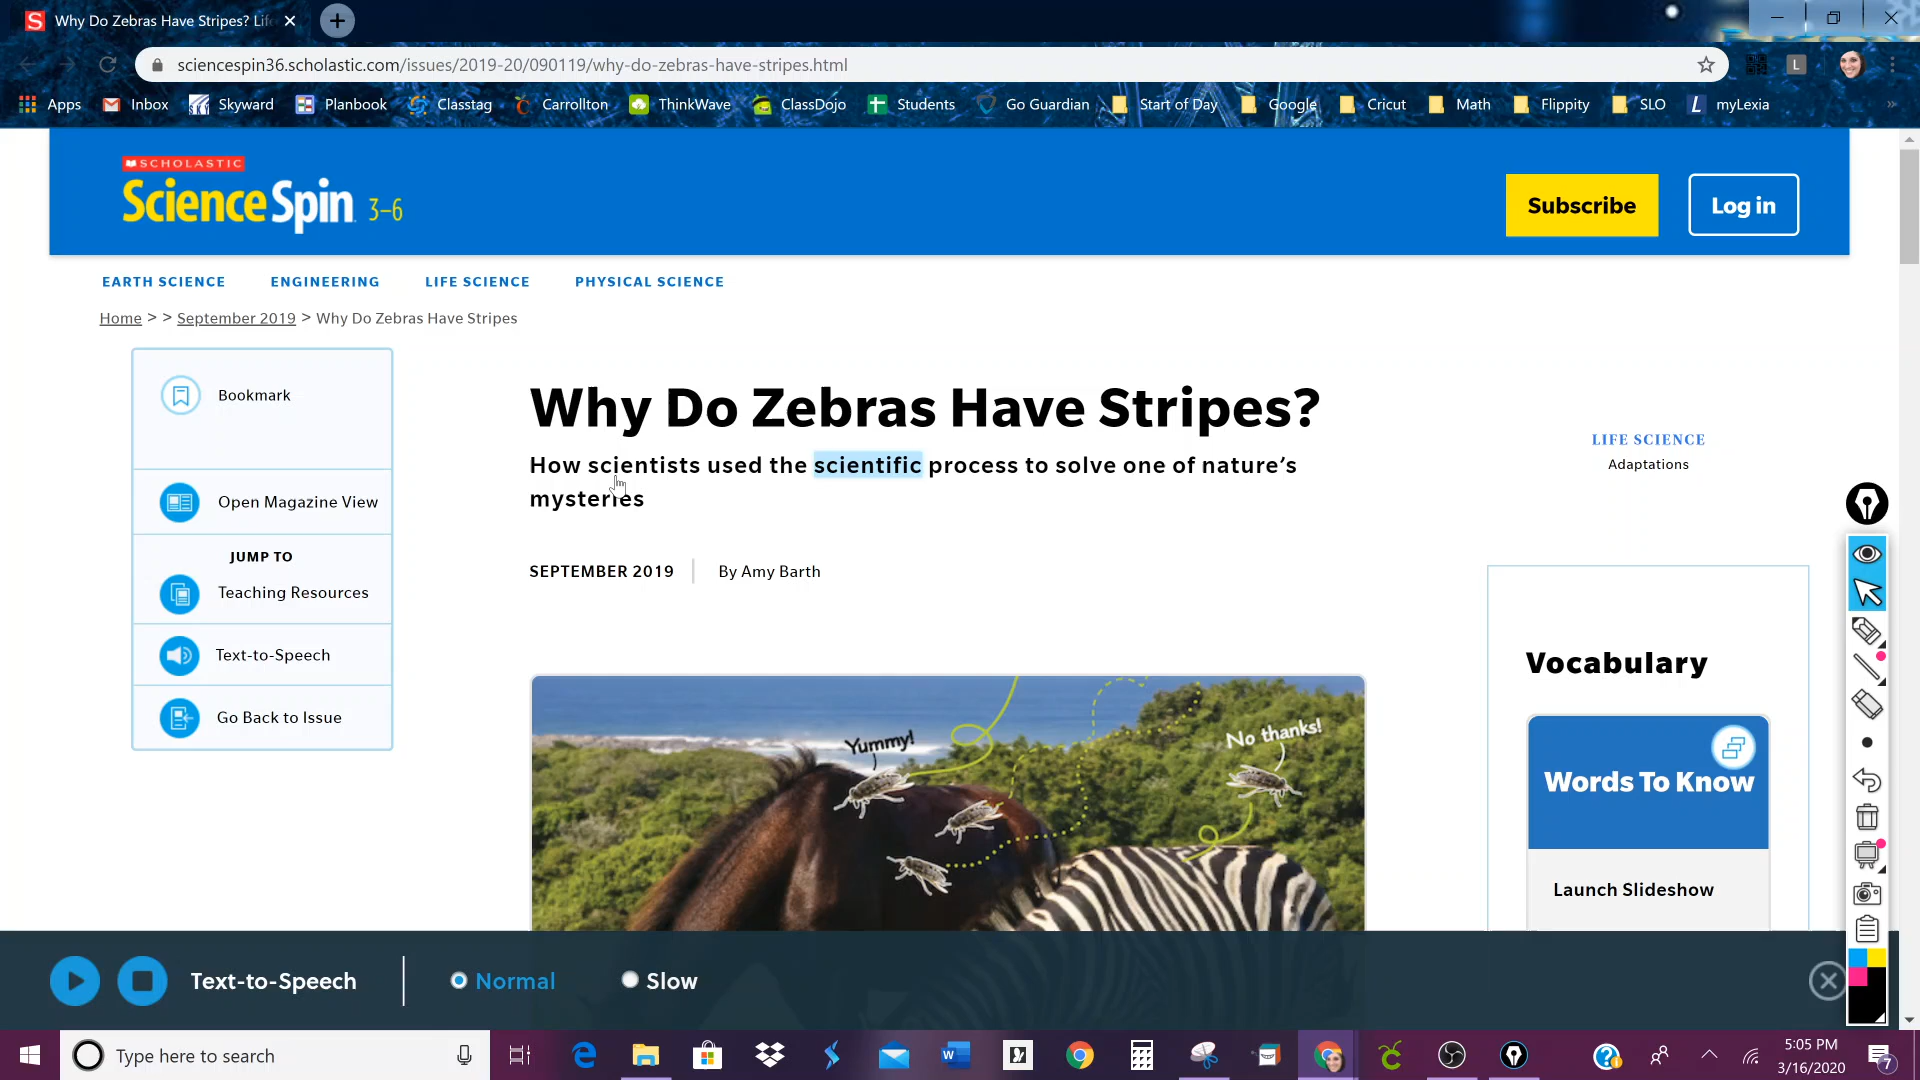 Why Do Zebras Have Stripes? Lif
sciencespin36.scholastic.com/issues/2019-20/090119/why-do-zebras-have-stripes.html
L
Apps Inbox Skyward Planbook Classtag Carrollton ThinkWave ClassDojo Students Go Guardian Start of Day Google Cricut Math Flippity SLO myLexia
SCHOLASTIC
ScienceSpin 3–6
Subscribe
Log in
EARTH SCIENCE ENGINEERING LIFE SCIENCE PHYSICAL SCIENCE
Home > > September 2019 > Why Do Zebras Have Stripes
Bookmark
Open Magazine View
JUMP TO
Teaching Resources
Text-to-Speech
Go Back to Issue
Why Do Zebras Have Stripes?
How scientists used the scientific process to solve one of nature’s
mysteries
SEPTEMBER 2019 By Amy Barth
LIFE SCIENCE
Adaptations
Yummy!
No thanks!
Vocabulary
Words To Know
Launch Slideshow
Text-to-Speech Normal Slow
Type here to search
5:05 PM
3/16/2020
7